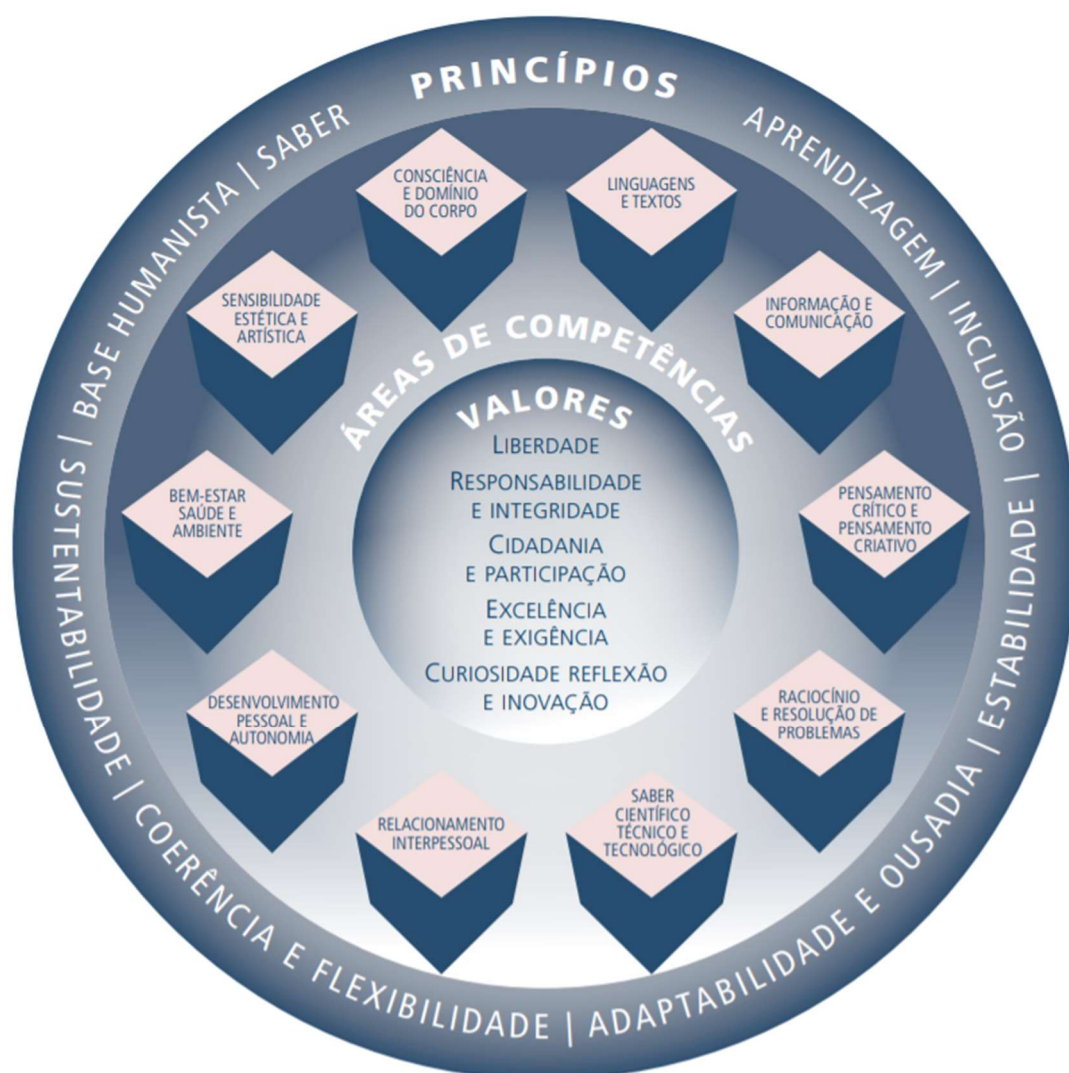 PRINCÍPIOS
APRENDIZAGEM | INCLUSÃO | ESTABILIDADE | ADAPTABILIDADE E OUSADIA | COERÊNCIA E FLEXIBILIDADE | SUSTENTABILIDADE | BASE HUMANISTA | SABER
ÁREAS DE COMPETÊNCIAS
LINGUAGENS
E TEXTOS
INFORMAÇÃO E
COMUNICAÇÃO
PENSAMENTO
CRÍTICO E
PENSAMENTO
CRIATIVO
RACIOCÍNIO
E RESOLUÇÃO DE
PROBLEMAS
SABER
CIENTÍFICO
TÉCNICO E
TECNOLÓGICO
RELACIONAMENTO
INTERPESSOAL
DESENVOLVIMENTO
PESSOAL E
AUTONOMIA
BEM-ESTAR
SAÚDE E
AMBIENTE
SENSIBILIDADE
ESTÉTICA E
ARTÍSTICA
CONSCIÊNCIA
E DOMÍNIO
DO CORPO
VALORES
LIBERDADE
RESPONSABILIDADE
E INTEGRIDADE
CIDADANIA
E PARTICIPAÇÃO
EXCELÊNCIA
E EXIGÊNCIA
CURIOSIDADE REFLEXÃO
E INOVAÇÃO